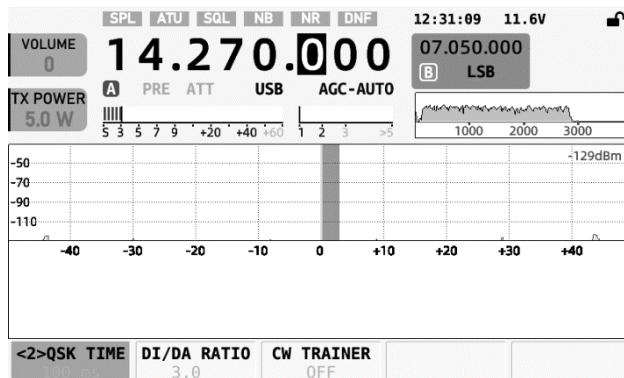 SPL ATU SQL NB NR DNF 12:31:09 11.6V
VOLUME
0
14.270.000
07.050.000
B LSB
A PRE ATT USB AGC-AUTO
TX POWER
5.0 W
S 3 5 7 9 +20 +40 +60 1 2 3 >5
1000 2000 3000
-129dBm
-50
-70
-90
-110
-40 -30 -20 -10 0 +10 +20 +30 +40
<2>QSK TIME DI/DA RATIO CW TRAINER
100 ms 3.0 OFF